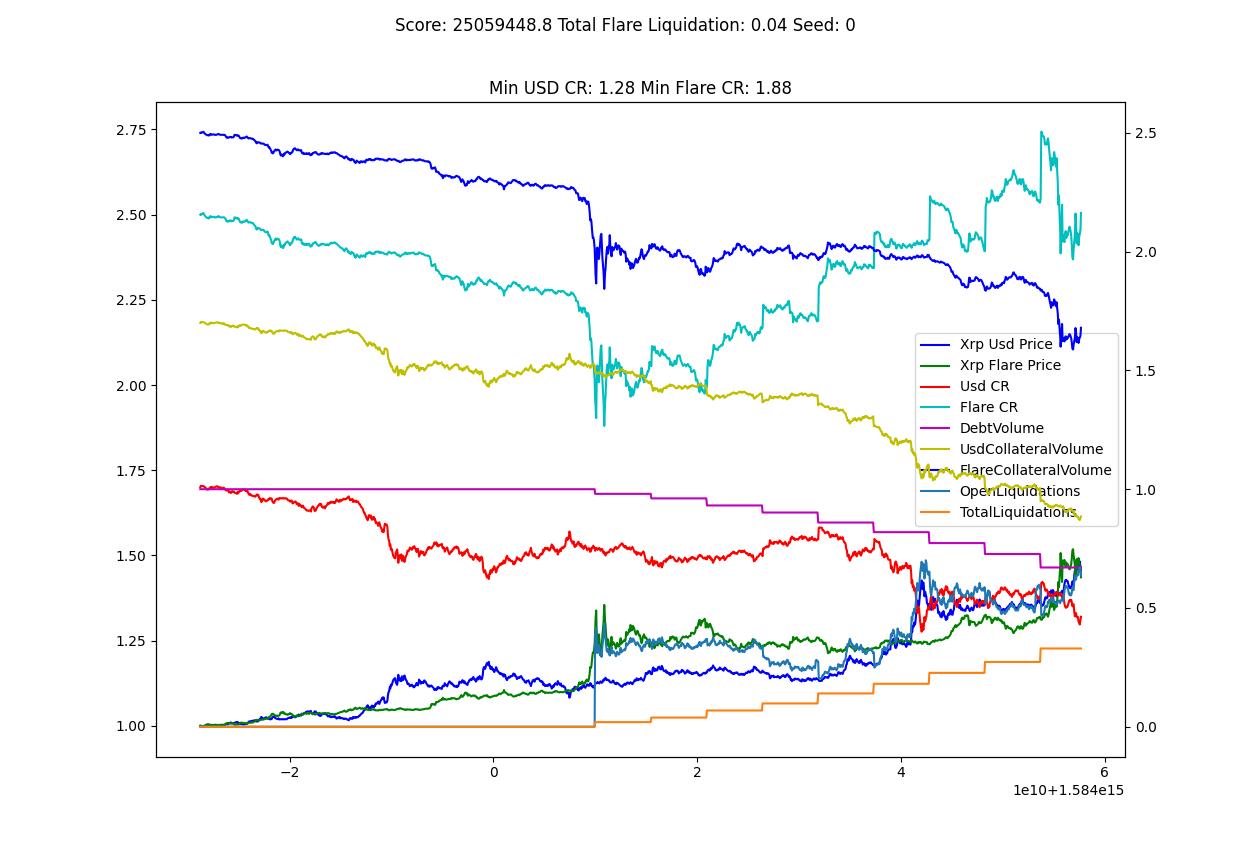 Score: 25059448.8 Total Flare Liquidation: 0.04 Seed: 0
Min USD CR: 1.28 Min Flare CR: 1.88
2.75
2.50
2.25
2.00
1.75
1.50
1.25
1.00
2.5
2.0
1.5
1.0
0.5
0.0
Xrp Usd Price
Xrp Flare Price
Usd CR
Flare CR
DebtVolume
UsdCollateralVolume
FlareCollateralVolume
OpenLiquidations
TotalLiquidations
−2
0
2
4
6
1e10+1.584e15